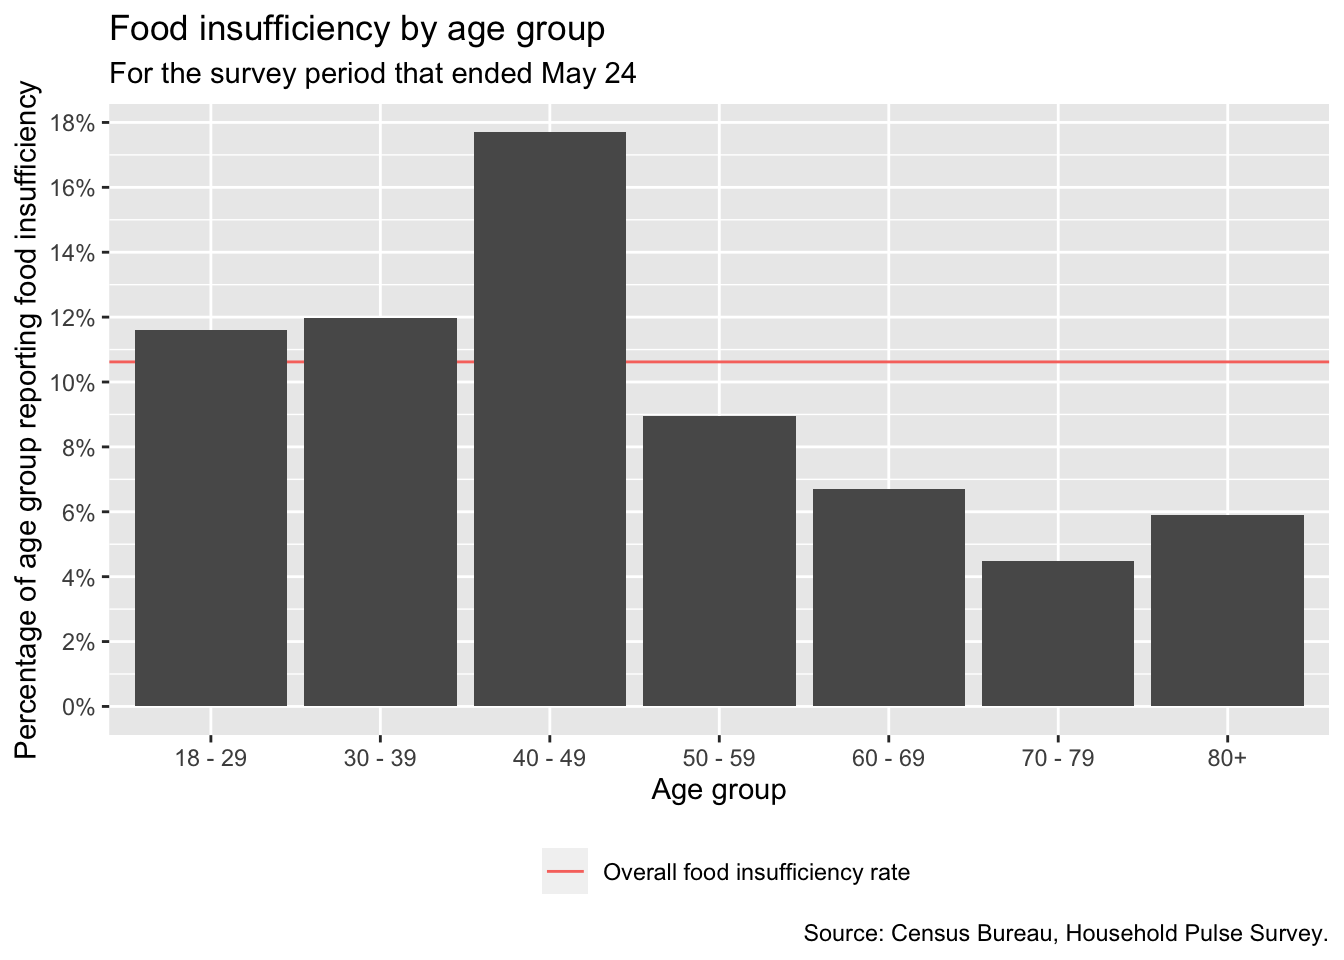 Food insufficiency by age group
For the survey period that ended May 24
Percentage of age group reporting food insufficiency
18%
16%
14%
12%
10%
8%
6%
4%
2%
0%
18 - 29 30 - 39 40 - 49 50 - 59 60 - 69 70 - 79 80+
Age group
Overall food insufficiency rate
Source: Census Bureau, Household Pulse Survey.